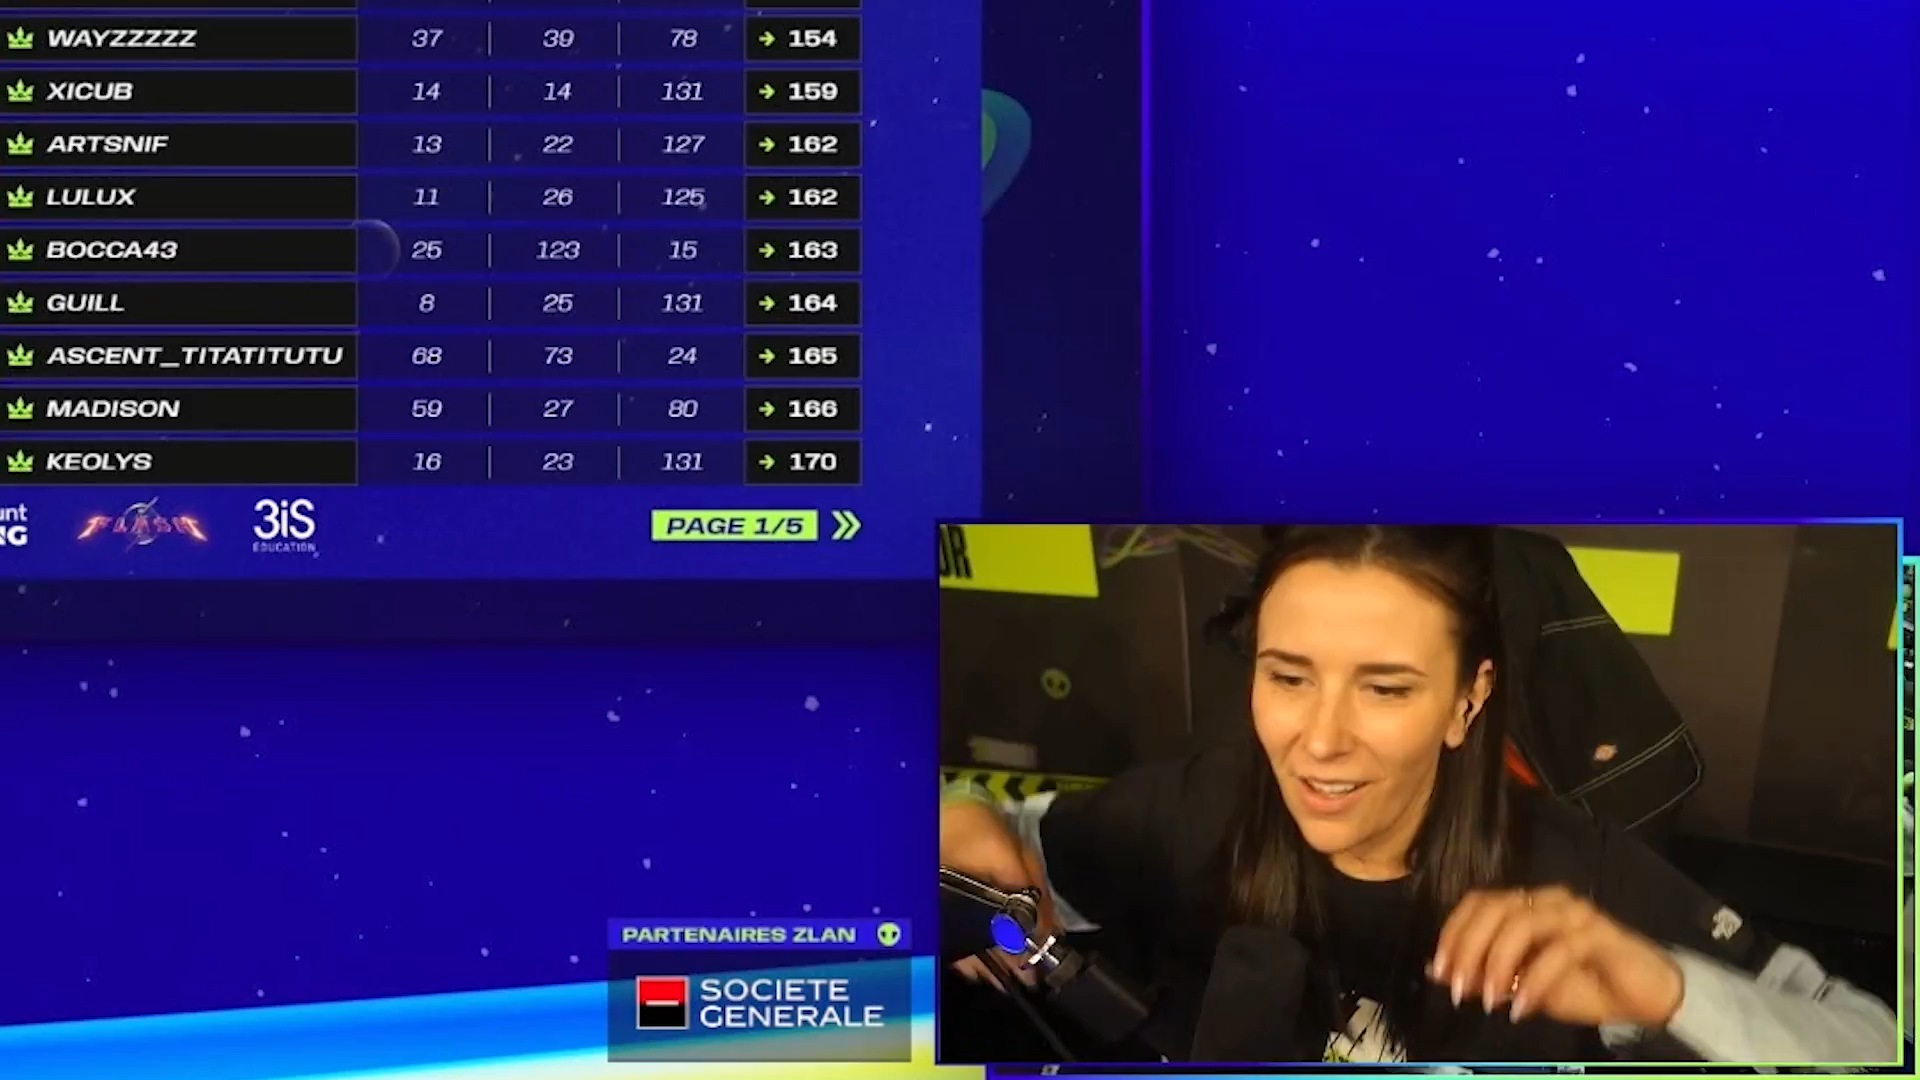 WAYZZZZZ 37 39 78 154
XICUB 14 14 131 159
ARTSNIF 13 22 127 162
LULUX 11 26 125 162
BOCCA43 25 123 15 163
GUILL 8 25 131 164
ASCENT_TITATITUTU 68 73 24 165
MADISON 59 27 80 166
KEOLYS 16 23 131 170
FLASH
3iS
EDUCATION
PAGE 1/5
PARTENAIRES ZLAN
SOCIETE
GENERALE